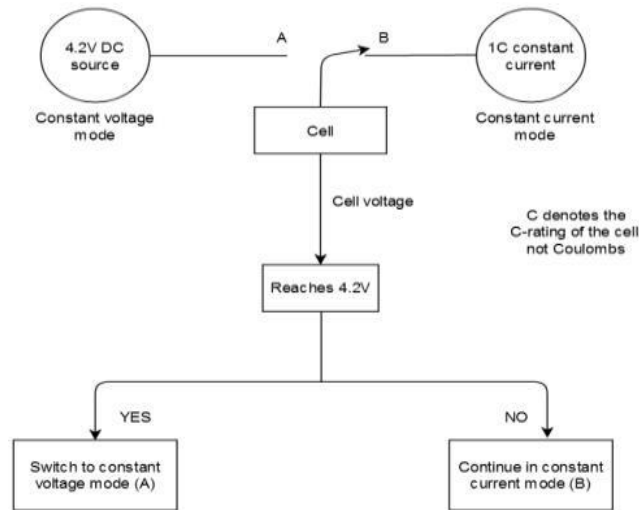 4.2V DC
source
A
B
1C constant
current
Constant voltage
mode
Cell
Constant current
mode
Cell voltage
C denotes the
C-rating of the cell
not Coulombs
Reaches 4.2V
YES
NO
Switch to constant
voltage mode (A)
Continue in constant
current mode (B)